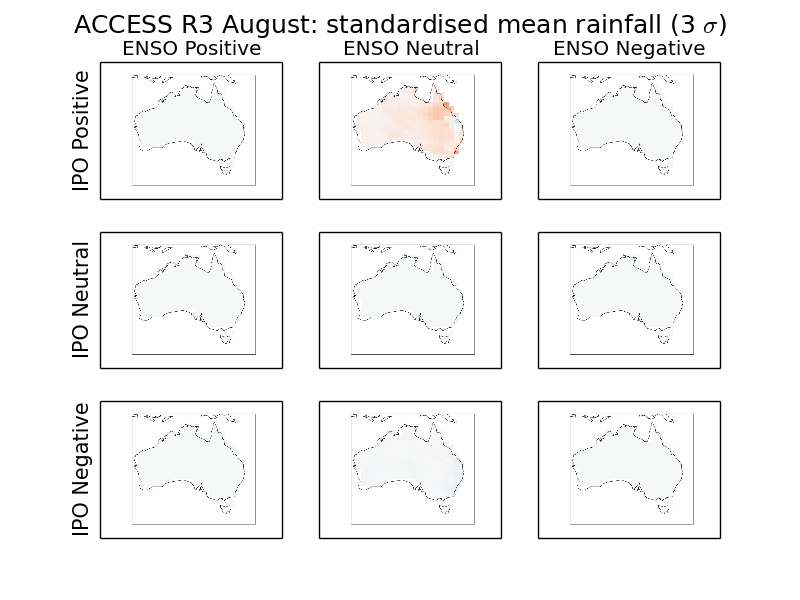 ACCESS R3 August: standardised mean rainfall (3 σ)
ENSO Positive ENSO Neutral ENSO Negative
IPO Positive
IPO Neutral
IPO Negative